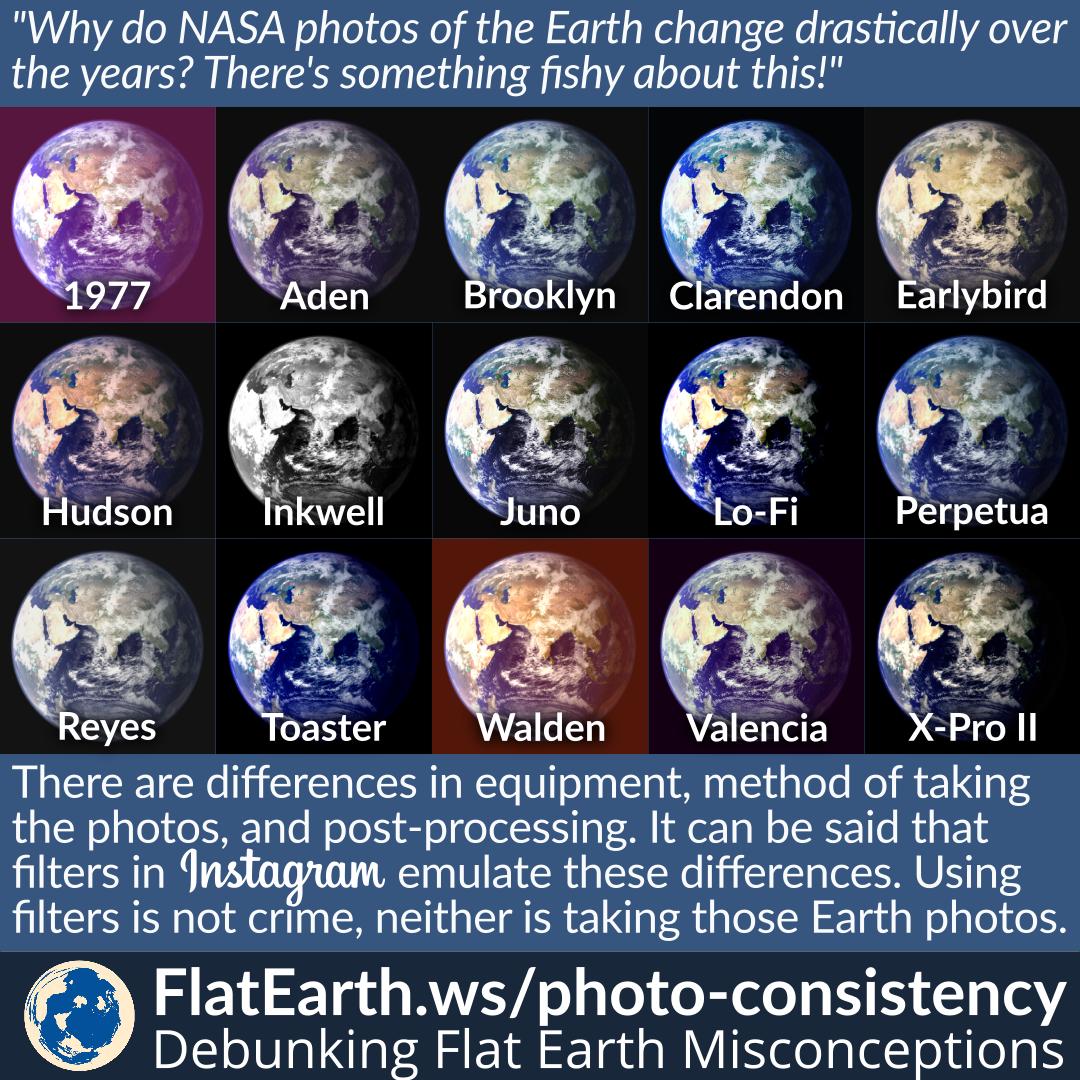 "Why do NASA photos of the Earth change drastically over
the years? There's something fishy about this!"
1977
Aden
Brooklyn
Clarendon
Earlybird
Hudson
Inkwell
Juno
Lo-Fi
Perpetua
Reyes
Toaster
Walden
Valencia
X-Pro II
There are differences in equipment, method of taking
the photos, and post-processing. It can be said that
filters in Instagram emulate these differences. Using
filters is not crime, neither is taking those Earth photos.
FlatEarth.ws/photo-consistency
Debunking Flat Earth Misconceptions